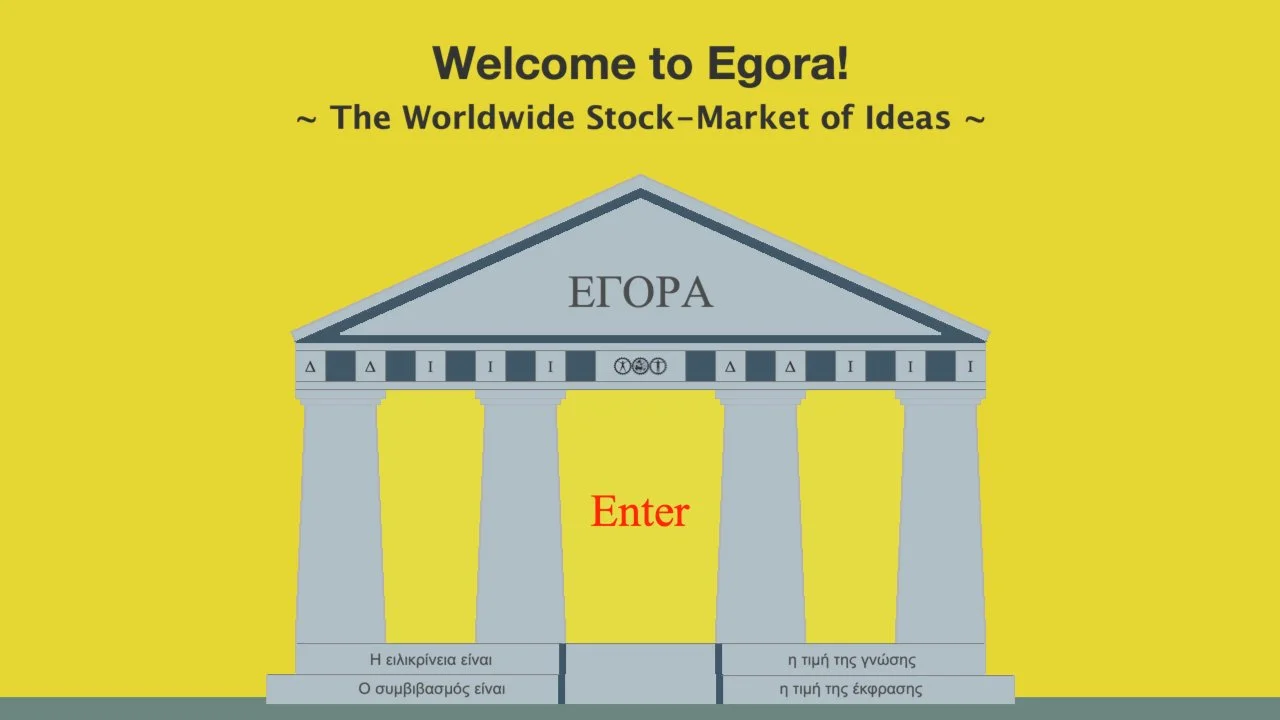 Welcome to Egora!
~ The Worldwide Stock-Market of Ideas ~
ΕΓΟΡΑ
Δ Δ Ι Ι Ι Δ Δ Ι Ι Ι
Enter
Η ειλικρίνεια είναι η τιμή της γνώσης
Ο συμβιβασμός είναι η τιμή της έκφρασης